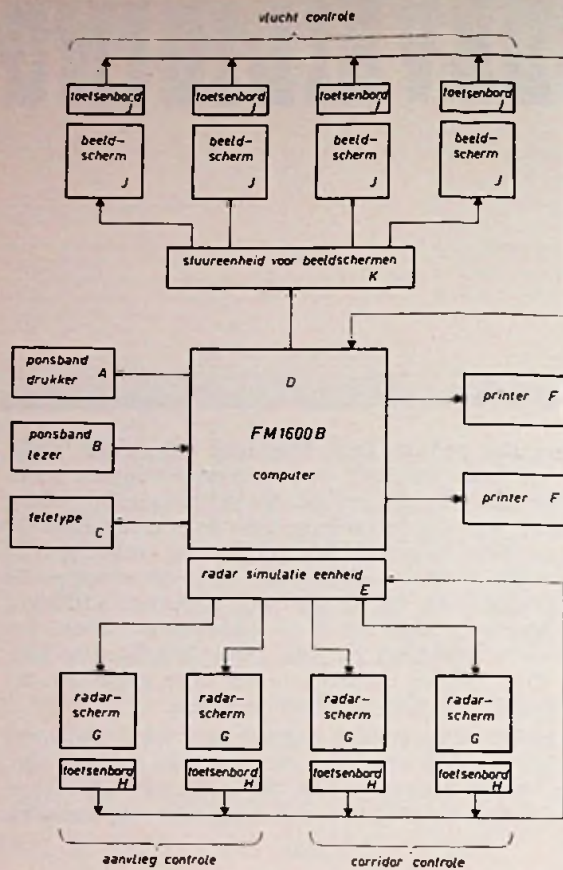 vlucht controle
toetsenbord I toetsenbord I toetsenbord I toetsenbord I
beeld-
scherm
J
beeld-
scherm
J
beeld-
scherm
J
beeld-
scherm
J
stuureenheid voor beeldschermen
K
ponsband
drukker A
ponsband
lezer B
teletype
C
D
FM1600B
computer
printer F
printer F
radar simulatie eenheid
E
radar-
scherm
G
radar-
scherm
G
radar-
scherm
G
radar-
scherm
G
toetsenbord H toetsenbord H toetsenbord H toetsenbord H
aanvlieg controle
corridor controle